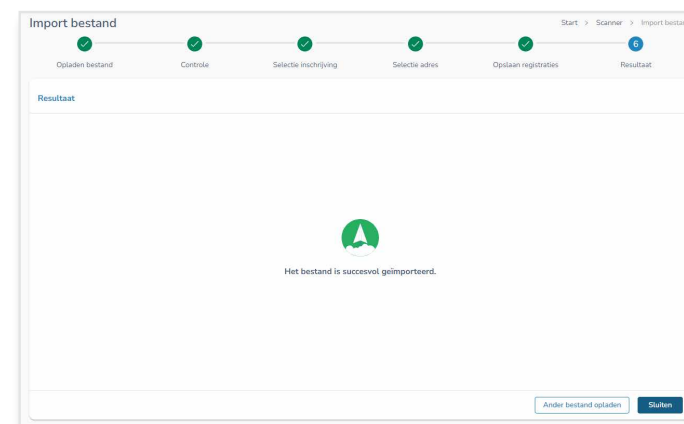 Import bestand
Start > Scanner > Import bestan
6
Opladen bestand Controle Selectie inschrijving Selectie adres Opslaan registraties Resultaat
Resultaat
Het bestand is succesvol geïmporteerd.
Ander bestand opladen Sluiten